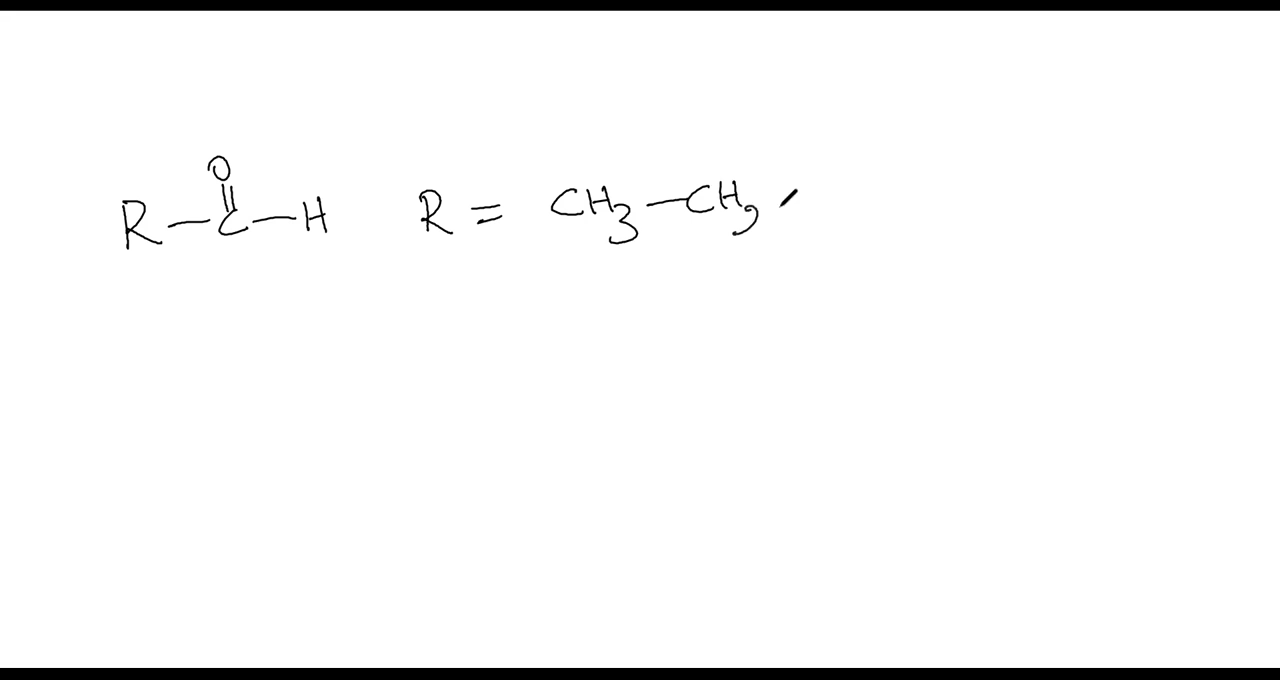 O
R-C-H R = CH3-CH2